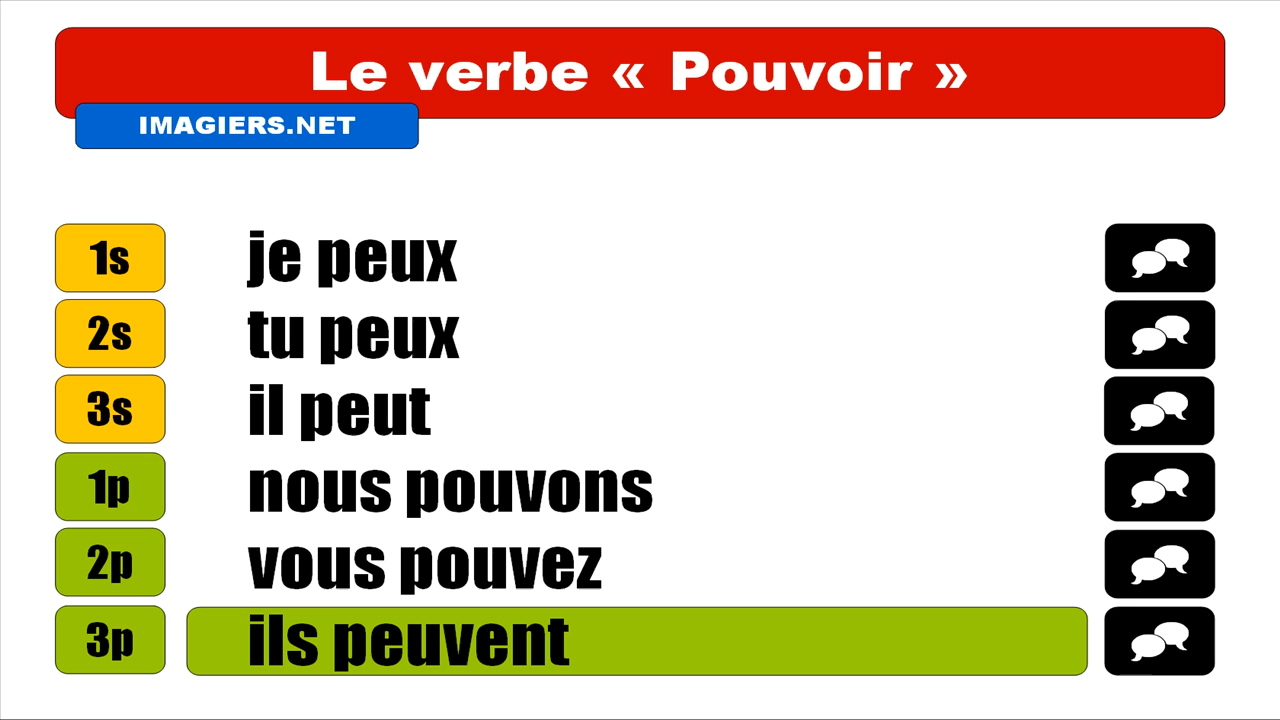 Le verbe « Pouvoir »
IMAGIERS.NET
1s je peux
2s tu peux
3s il peut
1p nous pouvons
2p vous pouvez
3p ils peuvent